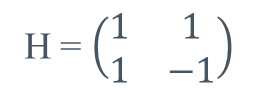 H = (1 1
1 −1)